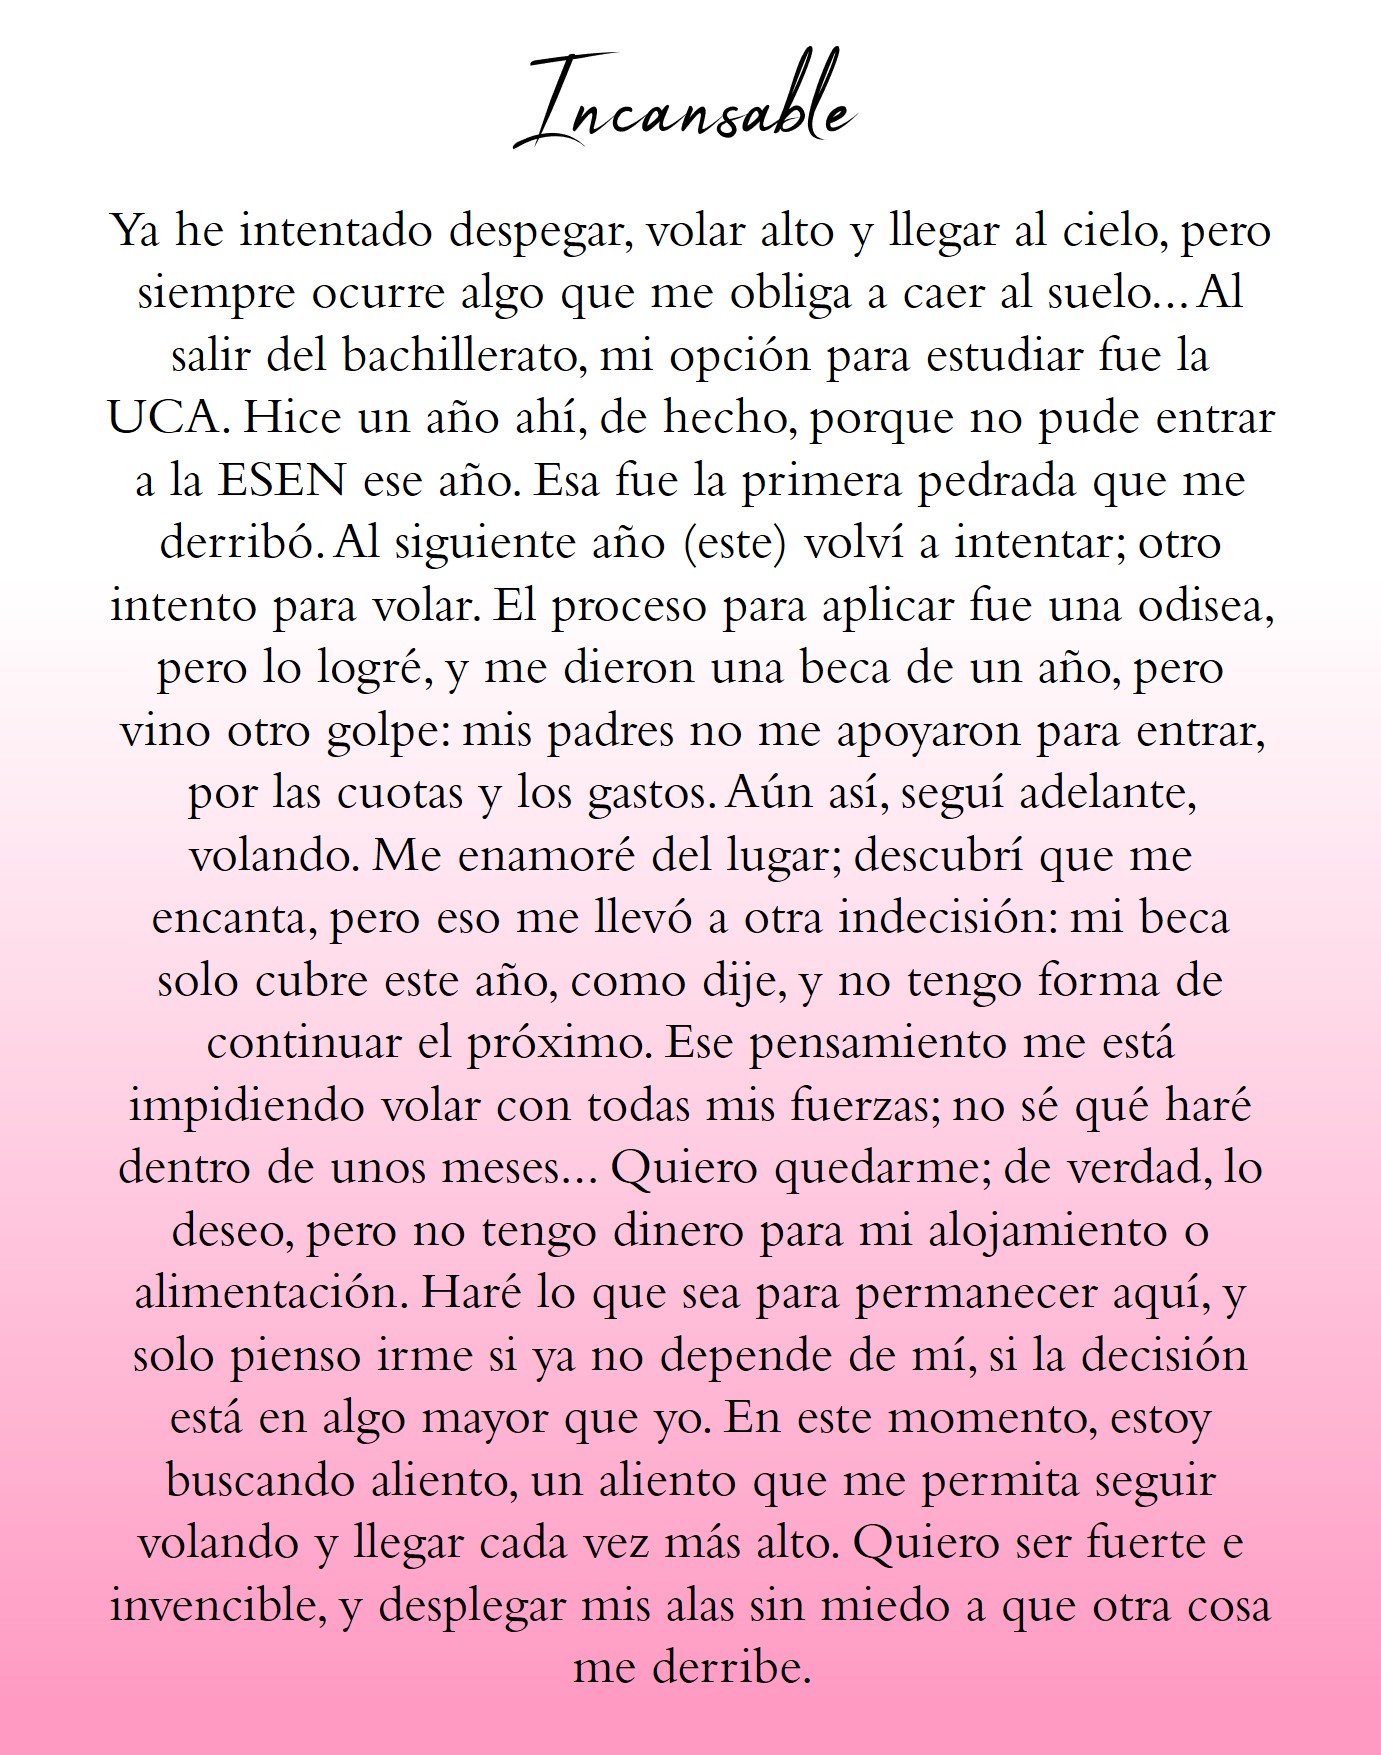 Incansable
Ya he intentado despegar, volar alto y llegar al cielo, pero
siempre ocurre algo que me obliga a caer al suelo... Al
salir del bachillerato, mi opción para estudiar fue la
UCA. Hice un año ahí, de hecho, porque no pude entrar
a la ESEN ese año. Esa fue la primera pedrada que me
derribó. Al siguiente año (este) volví a intentar; otro
intento para volar. El proceso para aplicar fue una odisea,
pero lo logré, y me dieron una beca de un año, pero
vino otro golpe: mis padres no me apoyaron para entrar,
por las cuotas y los gastos. Aún así, seguí adelante,
volando. Me enamoré del lugar; descubrí que me
encanta, pero eso me llevó a otra indecisión: mi beca
solo cubre este año, como dije, y no tengo forma de
continuar el próximo. Ese pensamiento me está
impidiendo volar con todas mis fuerzas; no sé qué haré
dentro de unos meses... Quiero quedarme; de verdad, lo
deseo, pero no tengo dinero para mi alojamiento o
alimentación. Haré lo que sea para permanecer aquí, y
solo pienso irme si ya no depende de mí, si la decisión
está en algo mayor que yo. En este momento, estoy
buscando aliento, un aliento que me permita seguir
volando y llegar cada vez más alto. Quiero ser fuerte e
invencible, y desplegar mis alas sin miedo a que otra cosa
me derribe.